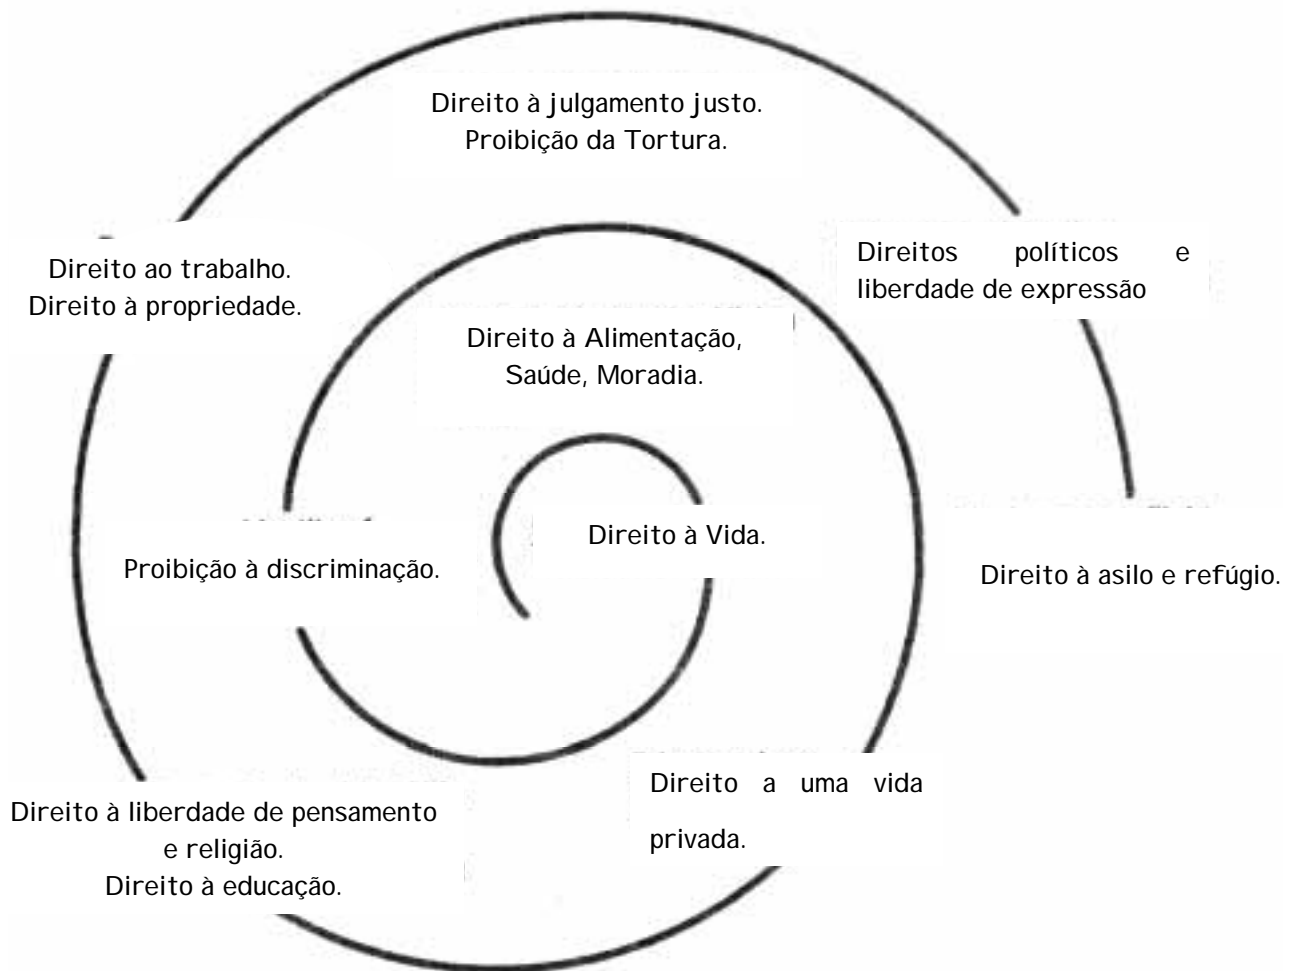 Direito à julgamento justo.
Proibição da Tortura.
Direitos políticos e
liberdade de expressão
Direito ao trabalho.
Direito à propriedade.
Direito à Alimentação,
Saúde, Moradia.
Direito à Vida.
Proibição à discriminação.
Direito à asilo e refúgio.
Direito a uma vida
privada.
Direito à liberdade de pensamento
e religião.
Direito à educação.